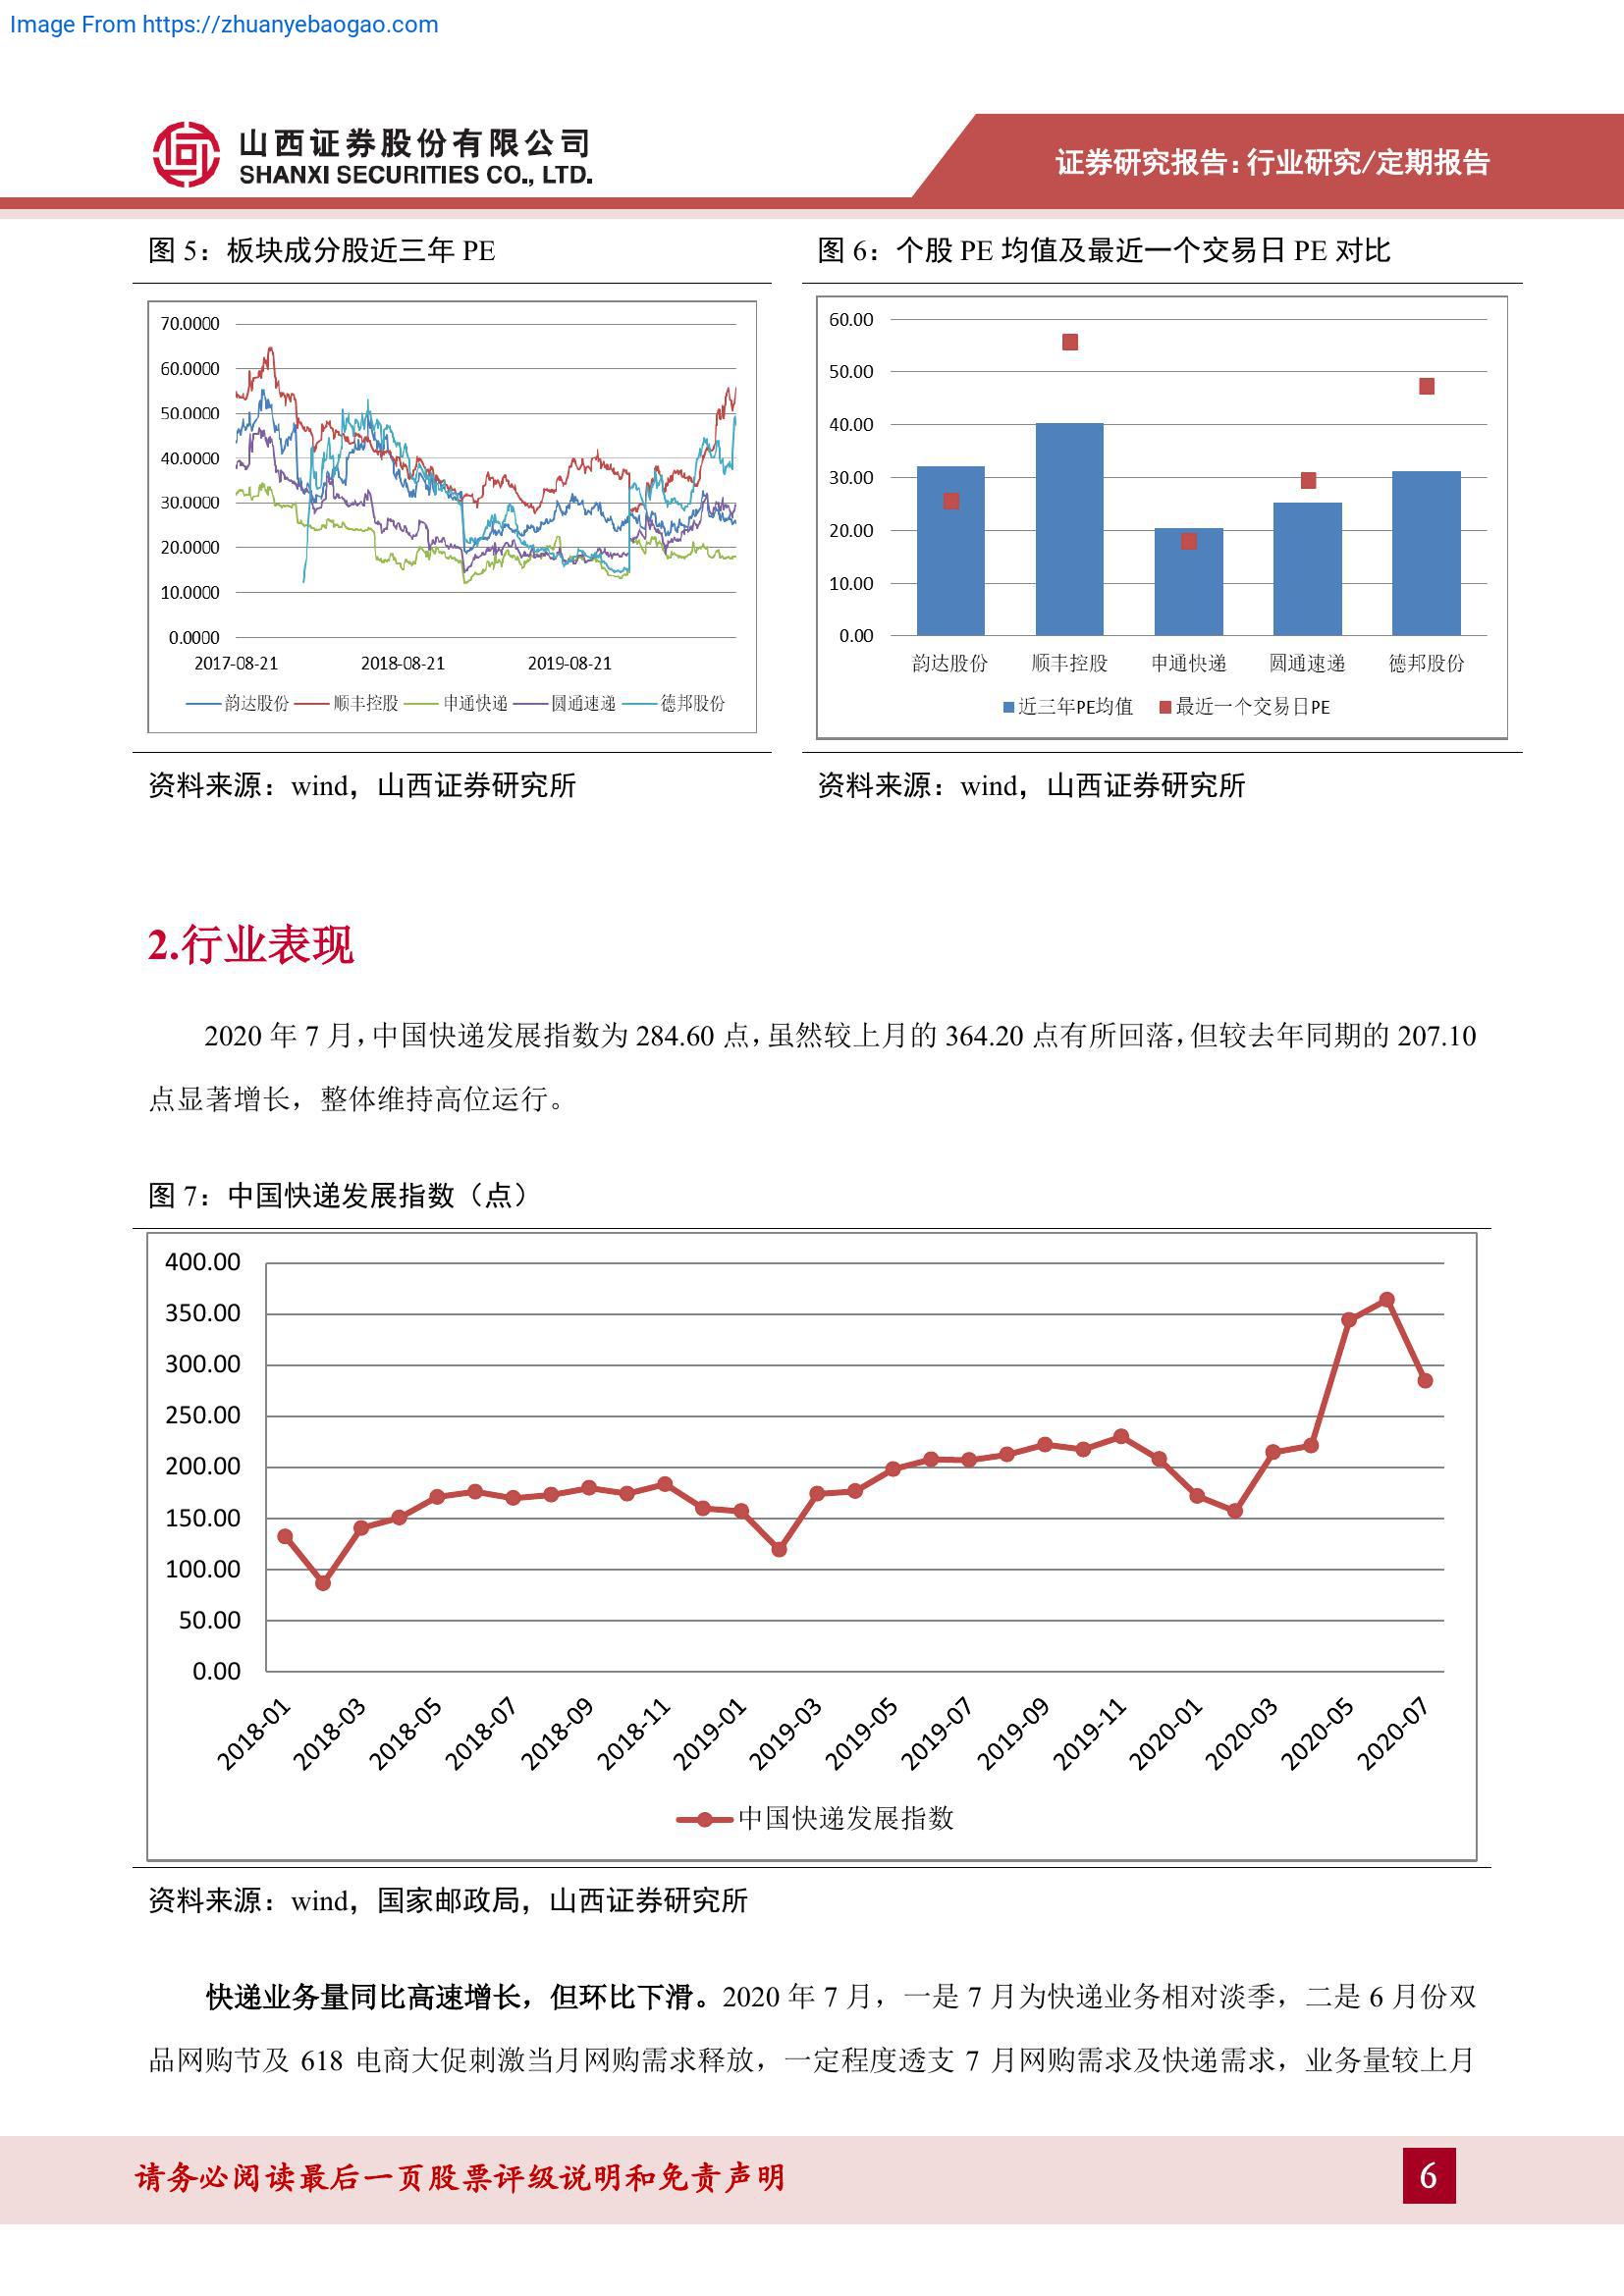 Image From https://zhuanyebaogao.com
山西证券股份有限公司
SHANXI SECURITIES CO., LTD.
证券研究报告：行业研究/定期报告
图 5：板块成分股近三年 PE
70.0000
60.0000
50.0000
40.0000
30.0000
20.0000
10.0000
0.0000
2017-08-21 2018-08-21 2019-08-21
韵达股份 顺丰控股 申通快递 圆通速递 德邦股份
资料来源：wind，山西证券研究所
图 6：个股 PE 均值及最近一个交易日 PE 对比
60.00
50.00
40.00
30.00
20.00
10.00
0.00
韵达股份 顺丰控股 申通快递 圆通速递 德邦股份
近三年PE均值 最近一个交易日PE
资料来源：wind，山西证券研究所
2.行业表现
2020 年 7 月，中国快递发展指数为 284.60 点，虽然较上月的 364.20 点有所回落，但较去年同期的 207.10
点显著增长，整体维持高位运行。
图 7：中国快递发展指数（点）
400.00
350.00
300.00
250.00
200.00
150.00
100.00
50.00
0.00
2018-01 2018-03 2018-05 2018-07 2018-09 2018-11 2019-01 2019-03 2019-05 2019-07 2019-09 2019-11 2020-01 2020-03 2020-05 2020-07
中国快递发展指数
资料来源：wind，国家邮政局，山西证券研究所
快递业务量同比高速增长，但环比下滑。2020 年 7 月，一是 7 月为快递业务相对淡季，二是 6 月份双
品网购节及 618 电商大促刺激当月网购需求释放，一定程度透支 7 月网购需求及快递需求，业务量较上月
请务必阅读最后一页股票评级说明和免责声明
6